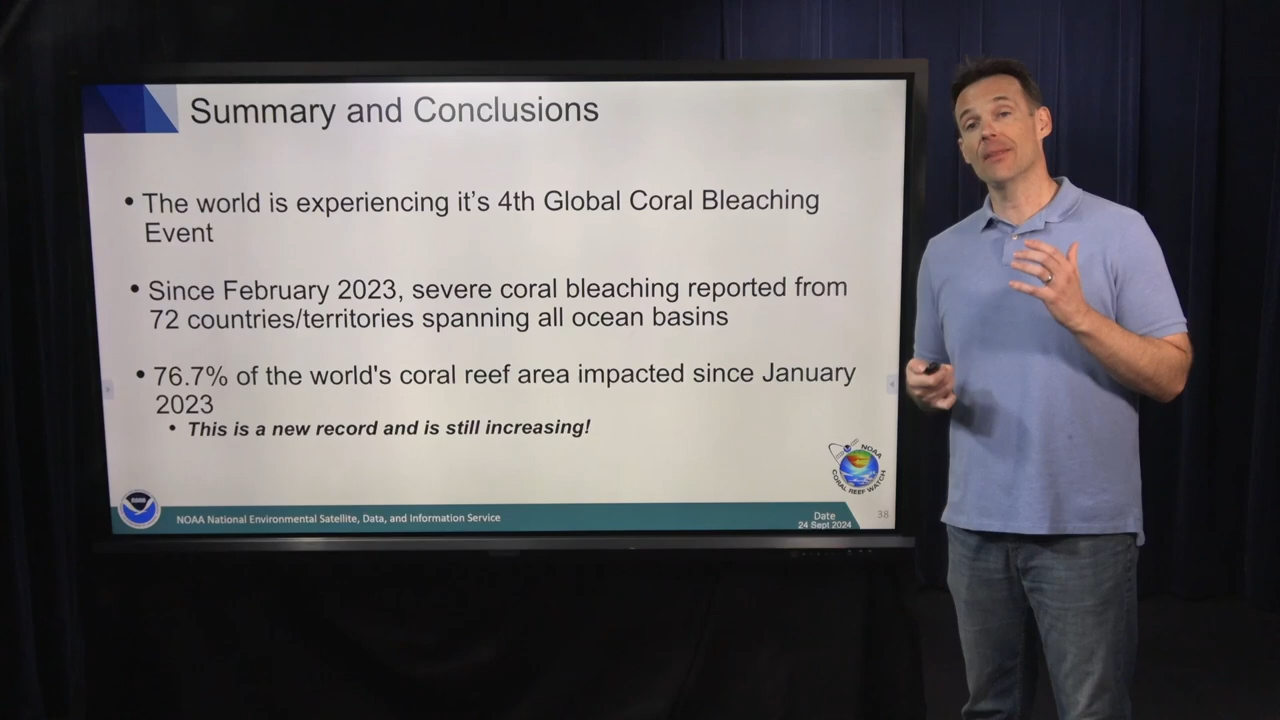 Summary and Conclusions
• The world is experiencing it's 4th Global Coral Bleaching
Event
• Since February 2023, severe coral bleaching reported from
72 countries/territories spanning all ocean basins
• 76.7% of the world's coral reef area impacted since January
2023
• This is a new record and is still increasing!
NOAA
CORAL REEF WATCH
NOAA National Environmental Satellite, Data, and Information Service
Date
24 Sept 2024
38